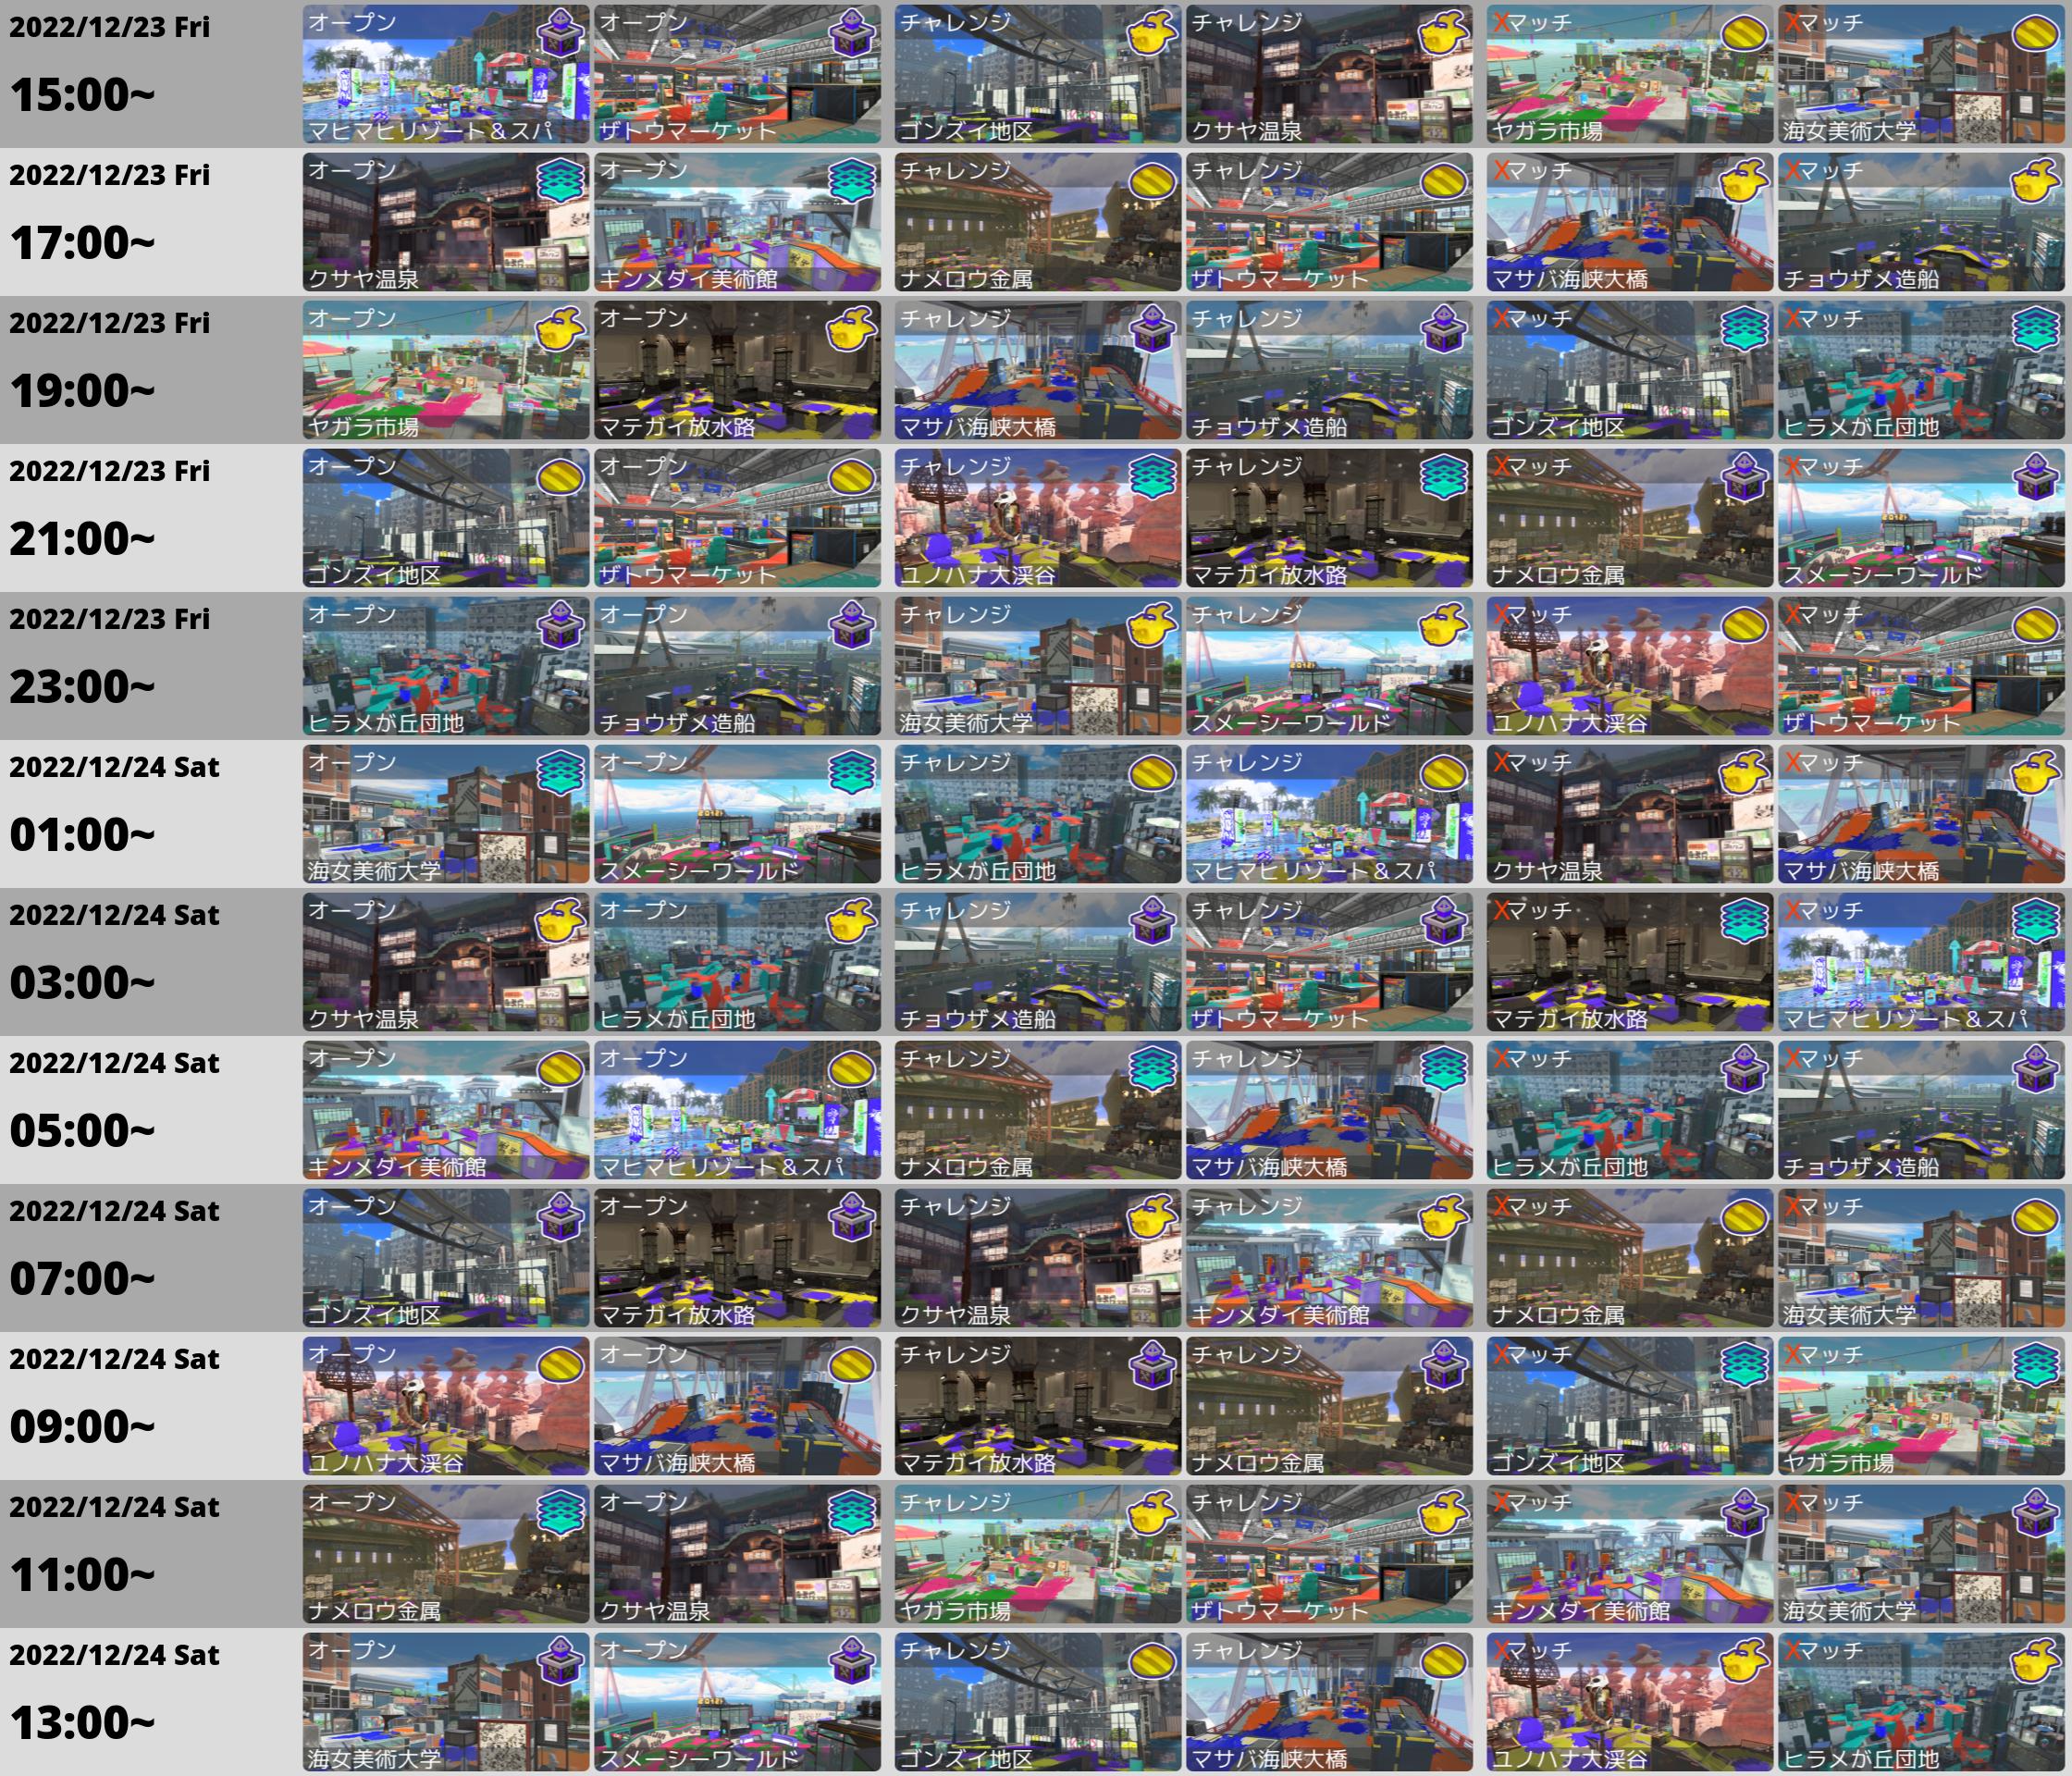 2022/12/23 Fri
15:00~
オープン オープン チャレンジ チャレンジ Xマッチ Xマッチ
マヒマヒリゾート＆スパ ザトウマーケット ゴンズイ地区 クサヤ温泉 ヤガラ市場 海女美術大学
2022/12/23 Fri
17:00~
オープン オープン チャレンジ チャレンジ Xマッチ Xマッチ
クサヤ温泉 キンメダイ美術館 ナメロウ金属 ザトウマーケット マサバ海峡大橋 チョウザメ造船
2022/12/23 Fri
19:00~
オープン オープン チャレンジ チャレンジ Xマッチ Xマッチ
ヤガラ市場 マテガイ放水路 マサバ海峡大橋 チョウザメ造船 ゴンズイ地区 ヒラメが丘団地
2022/12/23 Fri
21:00~
オープン オープン チャレンジ チャレンジ Xマッチ Xマッチ
ゴンズイ地区 ザトウマーケット ユノハナ大渓谷 マテガイ放水路 ナメロウ金属 スメーシーワールド
2022/12/23 Fri
23:00~
オープン オープン チャレンジ チャレンジ Xマッチ Xマッチ
ヒラメが丘団地 チョウザメ造船 海女美術大学 スメーシーワールド ユノハナ大渓谷 ザトウマーケット
2022/12/24 Sat
01:00~
オープン オープン チャレンジ チャレンジ Xマッチ Xマッチ
海女美術大学 スメーシーワールド ヒラメが丘団地 マヒマヒリゾート＆スパ クサヤ温泉 マサバ海峡大橋
2022/12/24 Sat
03:00~
オープン オープン チャレンジ チャレンジ Xマッチ Xマッチ
クサヤ温泉 ヒラメが丘団地 チョウザメ造船 ザトウマーケット マテガイ放水路 マヒマヒリゾート＆スパ
2022/12/24 Sat
05:00~
オープン オープン チャレンジ チャレンジ Xマッチ Xマッチ
キンメダイ美術館 マヒマヒリゾート＆スパ ナメロウ金属 マサバ海峡大橋 ヒラメが丘団地 チョウザメ造船
2022/12/24 Sat
07:00~
オープン オープン チャレンジ チャレンジ Xマッチ Xマッチ
ゴンズイ地区 マテガイ放水路 クサヤ温泉 キンメダイ美術館 ナメロウ金属 海女美術大学
2022/12/24 Sat
09:00~
オープン オープン チャレンジ チャレンジ Xマッチ Xマッチ
ユノハナ大渓谷 マサバ海峡大橋 マテガイ放水路 ナメロウ金属 ゴンズイ地区 ヤガラ市場
2022/12/24 Sat
11:00~
オープン オープン チャレンジ チャレンジ Xマッチ Xマッチ
ナメロウ金属 クサヤ温泉 ヤガラ市場 ザトウマーケット キンメダイ美術館 海女美術大学
2022/12/24 Sat
13:00~
オープン オープン チャレンジ チャレンジ Xマッチ Xマッチ
海女美術大学 スメーシーワールド ゴンズイ地区 マサバ海峡大橋 ユノハナ大渓谷 ヒラメが丘団地